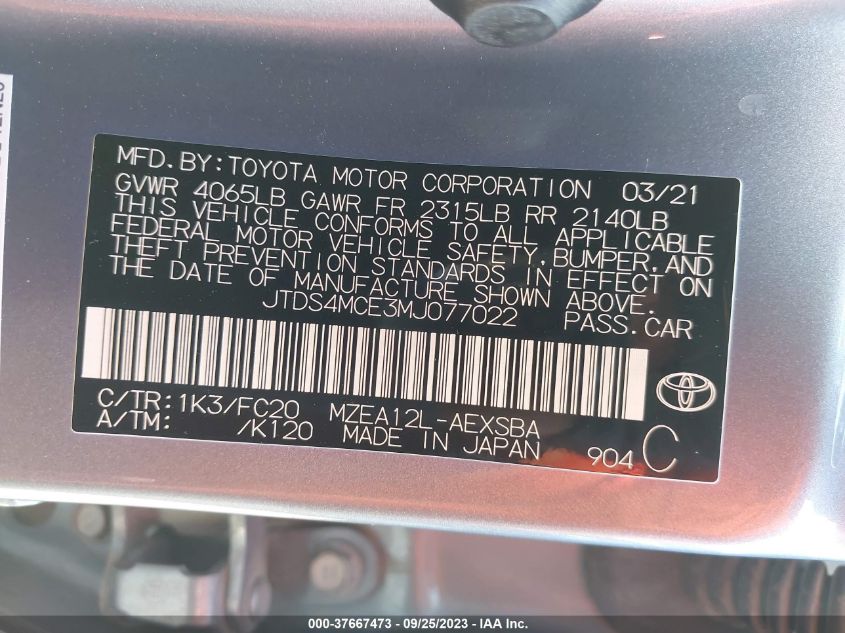 MFD.BY:TOYOTA MOTOR CORPORATION 03/21
GVWR 4065LB GAWR FR 2315LB RR 2140LB
THIS VEHICLE CONFORMS TO ALL APPLICABLE
FEDERAL MOTOR VEHICLE SAFETY,BUMPER,AND
THEFT PREVENTION STANDARDS IN EFFECT ON
THE DATE OF MANUFACTURE SHOWN ABOVE.
JTDS4MCE3MJ077022 PASS.CAR
C/TR:1K3/FC20 MZEA12L-AEXSBA
A/TM: /K120 MADE IN JAPAN 904 C
000-37667473 - 09/25/2023 - IAA Inc.